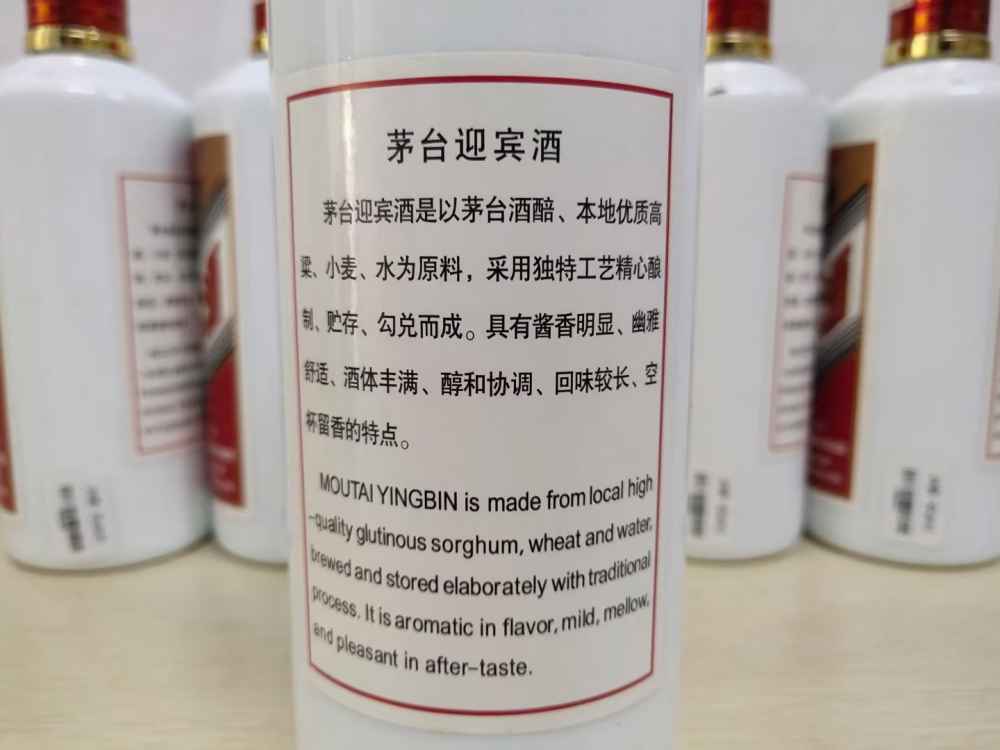 茅台迎宾酒
茅台迎宾酒是以茅台酒醅、本地优质高
粱、小麦、水为原料，采用独特工艺精心酿
制、贮存、勾兑而成。具有酱香明显、幽雅
舒适、酒体丰满、醇和协调、回味较长、空
杯留香的特点。
MOUTAI YINGBIN is made from local high
-quality glutinous sorghum, wheat and water,
brewed and stored elaborately with traditional
process. It is aromatic in flavor, mild, mellow,
and pleasant in after-taste.